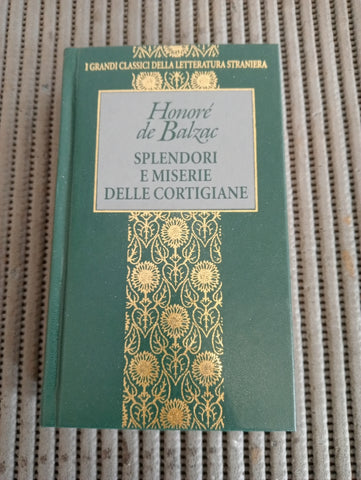 I GRANDI CLASSICI DELLA LETTERATURA STRANIERA
Honoré
de Balzac
SPLENDORI
E MISERIE
DELLE CORTIGIANE